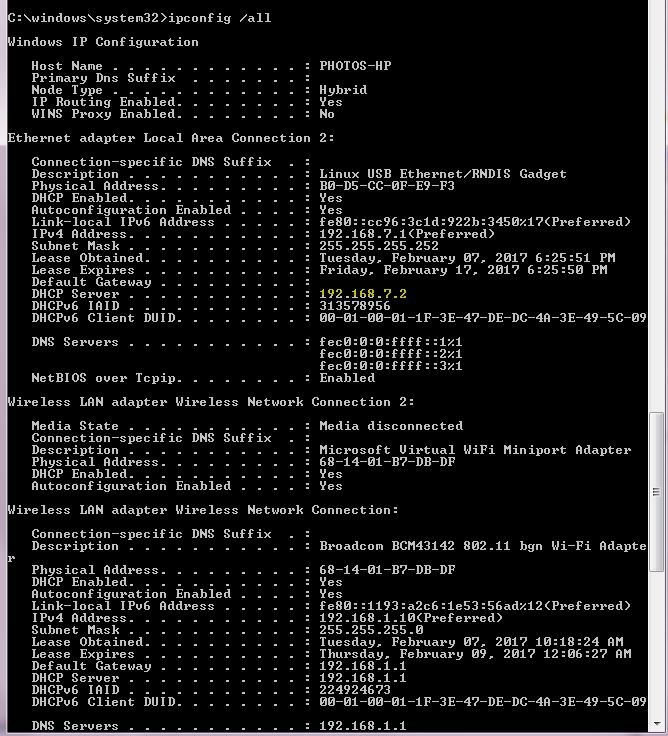 C:\windows\system32>ipconfig /all
Windows IP Configuration
Host Name . . . . . . . . . . . . : PHOTOS-HP
Primary Dns Suffix  . . . . . . . :
Node Type . . . . . . . . . . . . : Hybrid
IP Routing Enabled. . . . . . . . : Yes
WINS Proxy Enabled. . . . . . . . : No
Ethernet adapter Local Area Connection 2:
Connection-specific DNS Suffix  . :
Description . . . . . . . . . . . : Linux USB Ethernet/RNDIS Gadget
Physical Address. . . . . . . . . : B0-D5-CC-0F-E9-F3
DHCP Enabled. . . . . . . . . . . : Yes
Autoconfiguration Enabled . . . . : Yes
Link-local IPv6 Address . . . . . : fe80::cc96:3c1d:922b:3450%17(Preferred)
IPv4 Address. . . . . . . . . . . : 192.168.7.1(Preferred)
Subnet Mask . . . . . . . . . . . : 255.255.255.252
Lease Obtained. . . . . . . . . . : Tuesday, February 07, 2017 6:25:51 PM
Lease Expires . . . . . . . . . . : Friday, February 17, 2017 6:25:50 PM
Default Gateway . . . . . . . . . :
DHCP Server . . . . . . . . . . . : 192.168.7.2
DHCPv6 IAID . . . . . . . . . . . : 313578956
DHCPv6 Client DUID. . . . . . . . : 00-01-00-01-1F-3E-47-DE-DC-4A-3E-49-5C-09
DNS Servers . . . . . . . . . . . : fec0:0:0:ffff::1%1
fec0:0:0:ffff::2%1
fec0:0:0:ffff::3%1
NetBIOS over Tcpip. . . . . . . . : Enabled
Wireless LAN adapter Wireless Network Connection 2:
Media State . . . . . . . . . . . : Media disconnected
Connection-specific DNS Suffix  . :
Description . . . . . . . . . . . : Microsoft Virtual WiFi Miniport Adapter
Physical Address. . . . . . . . . : 68-14-01-B7-DB-DF
DHCP Enabled. . . . . . . . . . . : Yes
Autoconfiguration Enabled . . . . : Yes
Wireless LAN adapter Wireless Network Connection:
Connection-specific DNS Suffix  . :
Description . . . . . . . . . . . : Broadcom BCM43142 802.11 bgn Wi-Fi Adapte
r
Physical Address. . . . . . . . . : 68-14-01-B7-DB-DF
DHCP Enabled. . . . . . . . . . . : Yes
Autoconfiguration Enabled . . . . : Yes
Link-local IPv6 Address . . . . . : fe80::1193:a2c6:1e53:56ad%12(Preferred)
IPv4 Address. . . . . . . . . . . : 192.168.1.10(Preferred)
Subnet Mask . . . . . . . . . . . : 255.255.255.0
Lease Obtained. . . . . . . . . . : Tuesday, February 07, 2017 10:18:24 AM
Lease Expires . . . . . . . . . . : Thursday, February 09, 2017 12:06:27 AM
Default Gateway . . . . . . . . . : 192.168.1.1
DHCP Server . . . . . . . . . . . : 192.168.1.1
DHCPv6 IAID . . . . . . . . . . . : 224924673
DHCPv6 Client DUID. . . . . . . . : 00-01-00-01-1F-3E-47-DE-DC-4A-3E-49-5C-09
DNS Servers . . . . . . . . . . . : 192.168.1.1